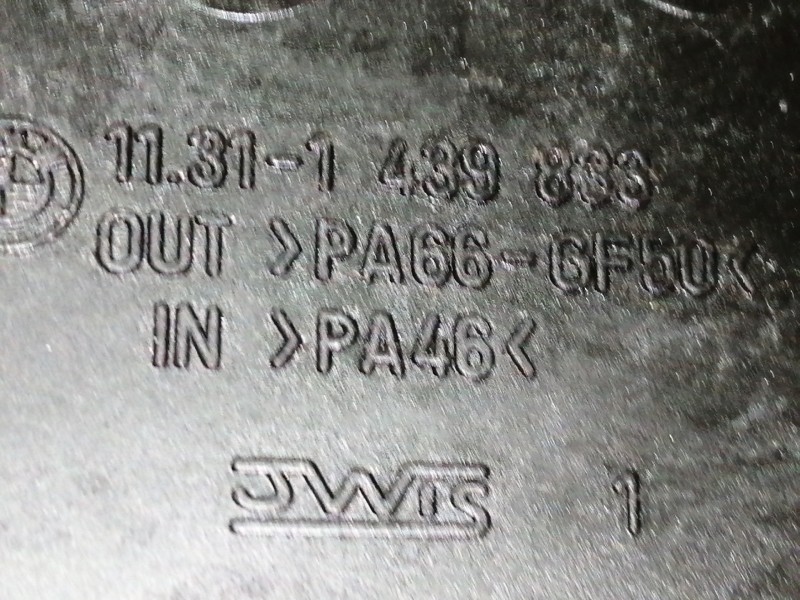 11.31-1 439 833
OUT >PA66-GF50<
IN >PA46<
JWIS 1